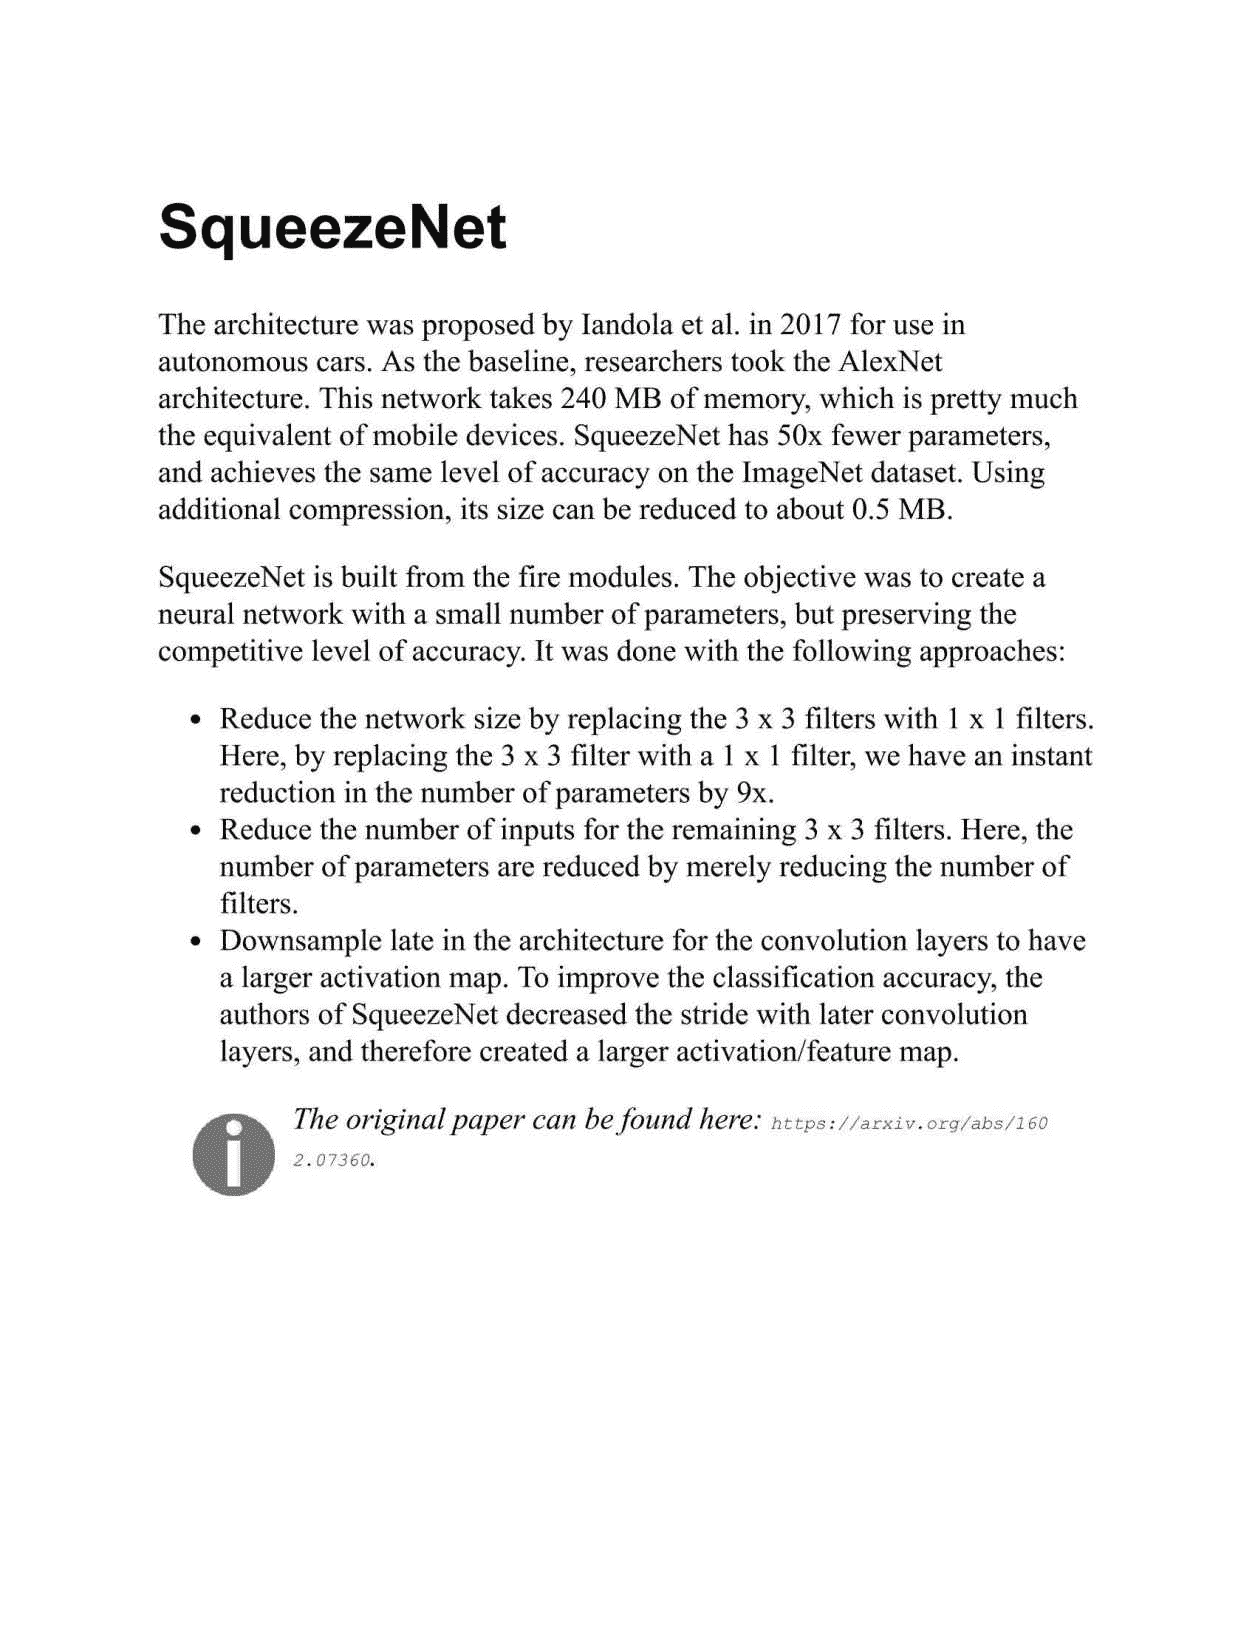 SqueezeNet
The architecture was proposed by Iandola et al. in 2017 for use in
autonomous cars. As the baseline, researchers took the AlexNet
architecture. This network takes 240 MB of memory, which is pretty much
the equivalent of mobile devices. SqueezeNet has 50x fewer parameters,
and achieves the same level of accuracy on the ImageNet dataset. Using
additional compression, its size can be reduced to about 0.5 MB.
SqueezeNet is built from the fire modules. The objective was to create a
neural network with a small number of parameters, but preserving the
competitive level of accuracy. It was done with the following approaches:
• Reduce the network size by replacing the 3 x 3 filters with 1 x 1 filters.
Here, by replacing the 3 x 3 filter with a 1 x 1 filter, we have an instant
reduction in the number of parameters by 9x.
• Reduce the number of inputs for the remaining 3 x 3 filters. Here, the
number of parameters are reduced by merely reducing the number of
filters.
• Downsample late in the architecture for the convolution layers to have
a larger activation map. To improve the classification accuracy, the
authors of SqueezeNet decreased the stride with later convolution
layers, and therefore created a larger activation/feature map.
The original paper can be found here: https://arxiv.org/abs/160
2.07360.